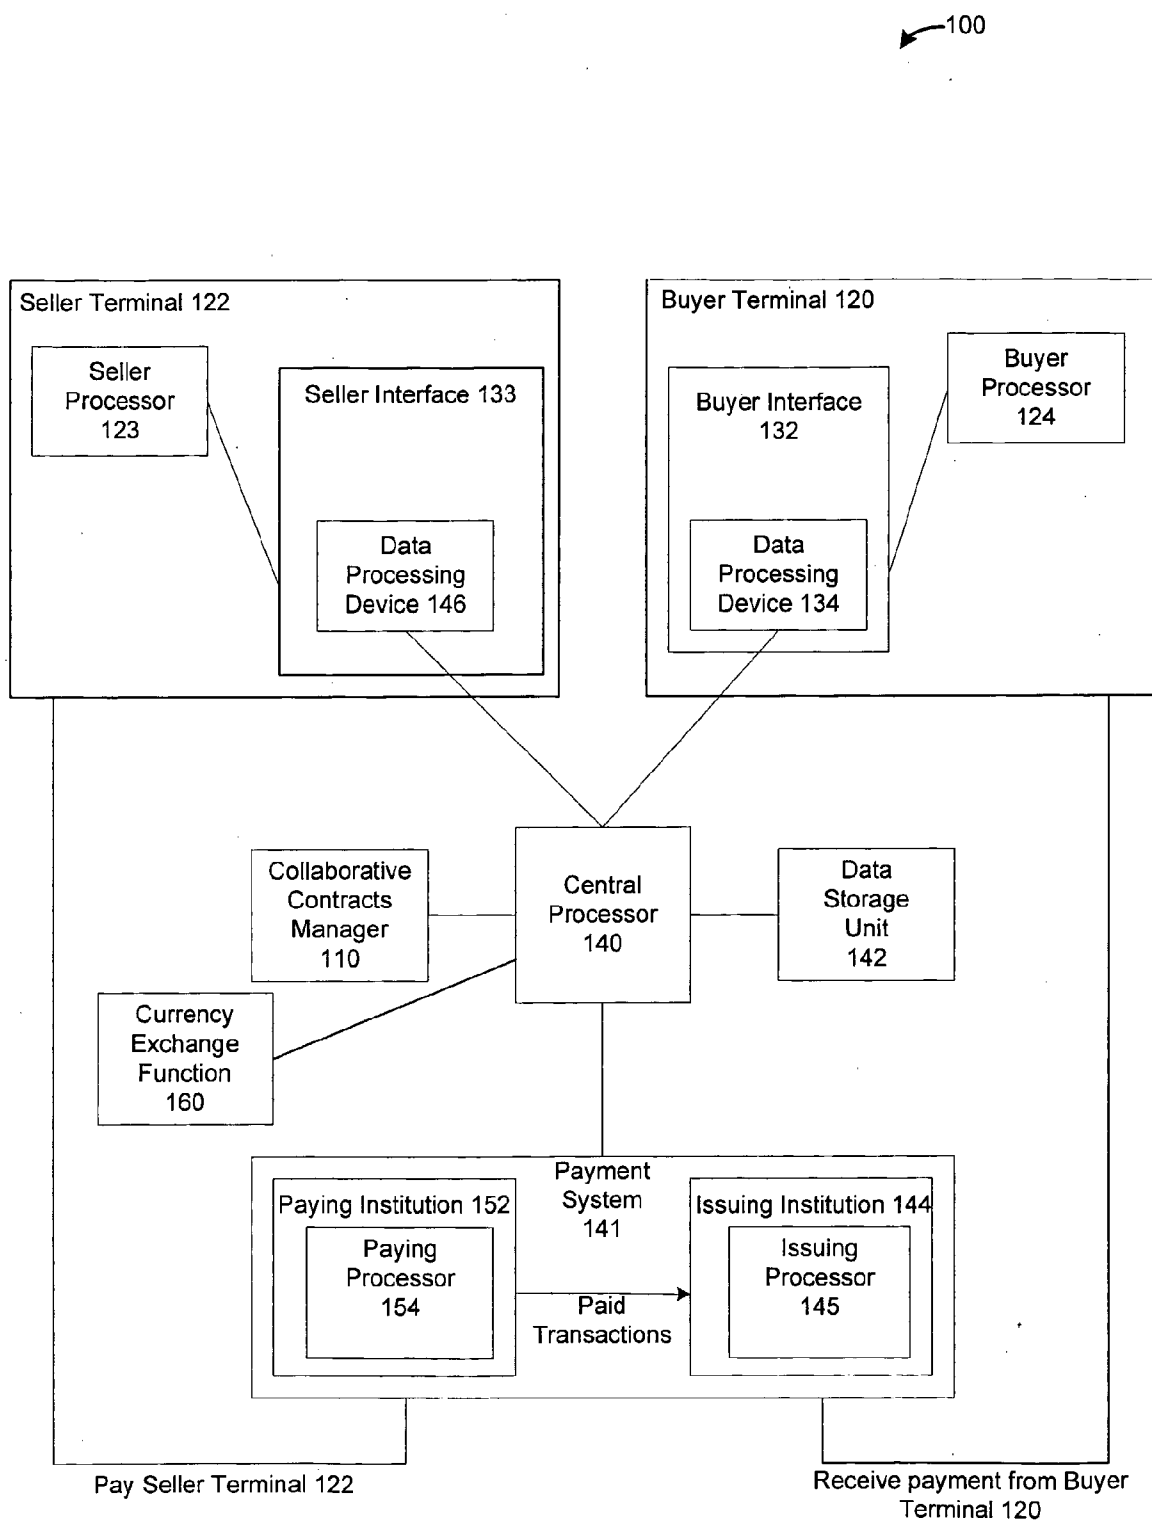 100
Seller Terminal 122
Seller
Processor
123
Seller Interface 133
Data
Processing
Device 146
Buyer Terminal 120
Buyer Interface
132
Data
Processing
Device 134
Buyer
Processor
124
Collaborative
Contracts
Manager
110
Central
Processor
140
Data
Storage
Unit
142
Currency
Exchange
Function
160
Payment
System
141
Paying Institution 152
Paying
Processor
154
Paid
Transactions
Issuing Institution 144
Issuing
Processor
145
Pay Seller Terminal 122
Receive payment from Buyer
Terminal 120